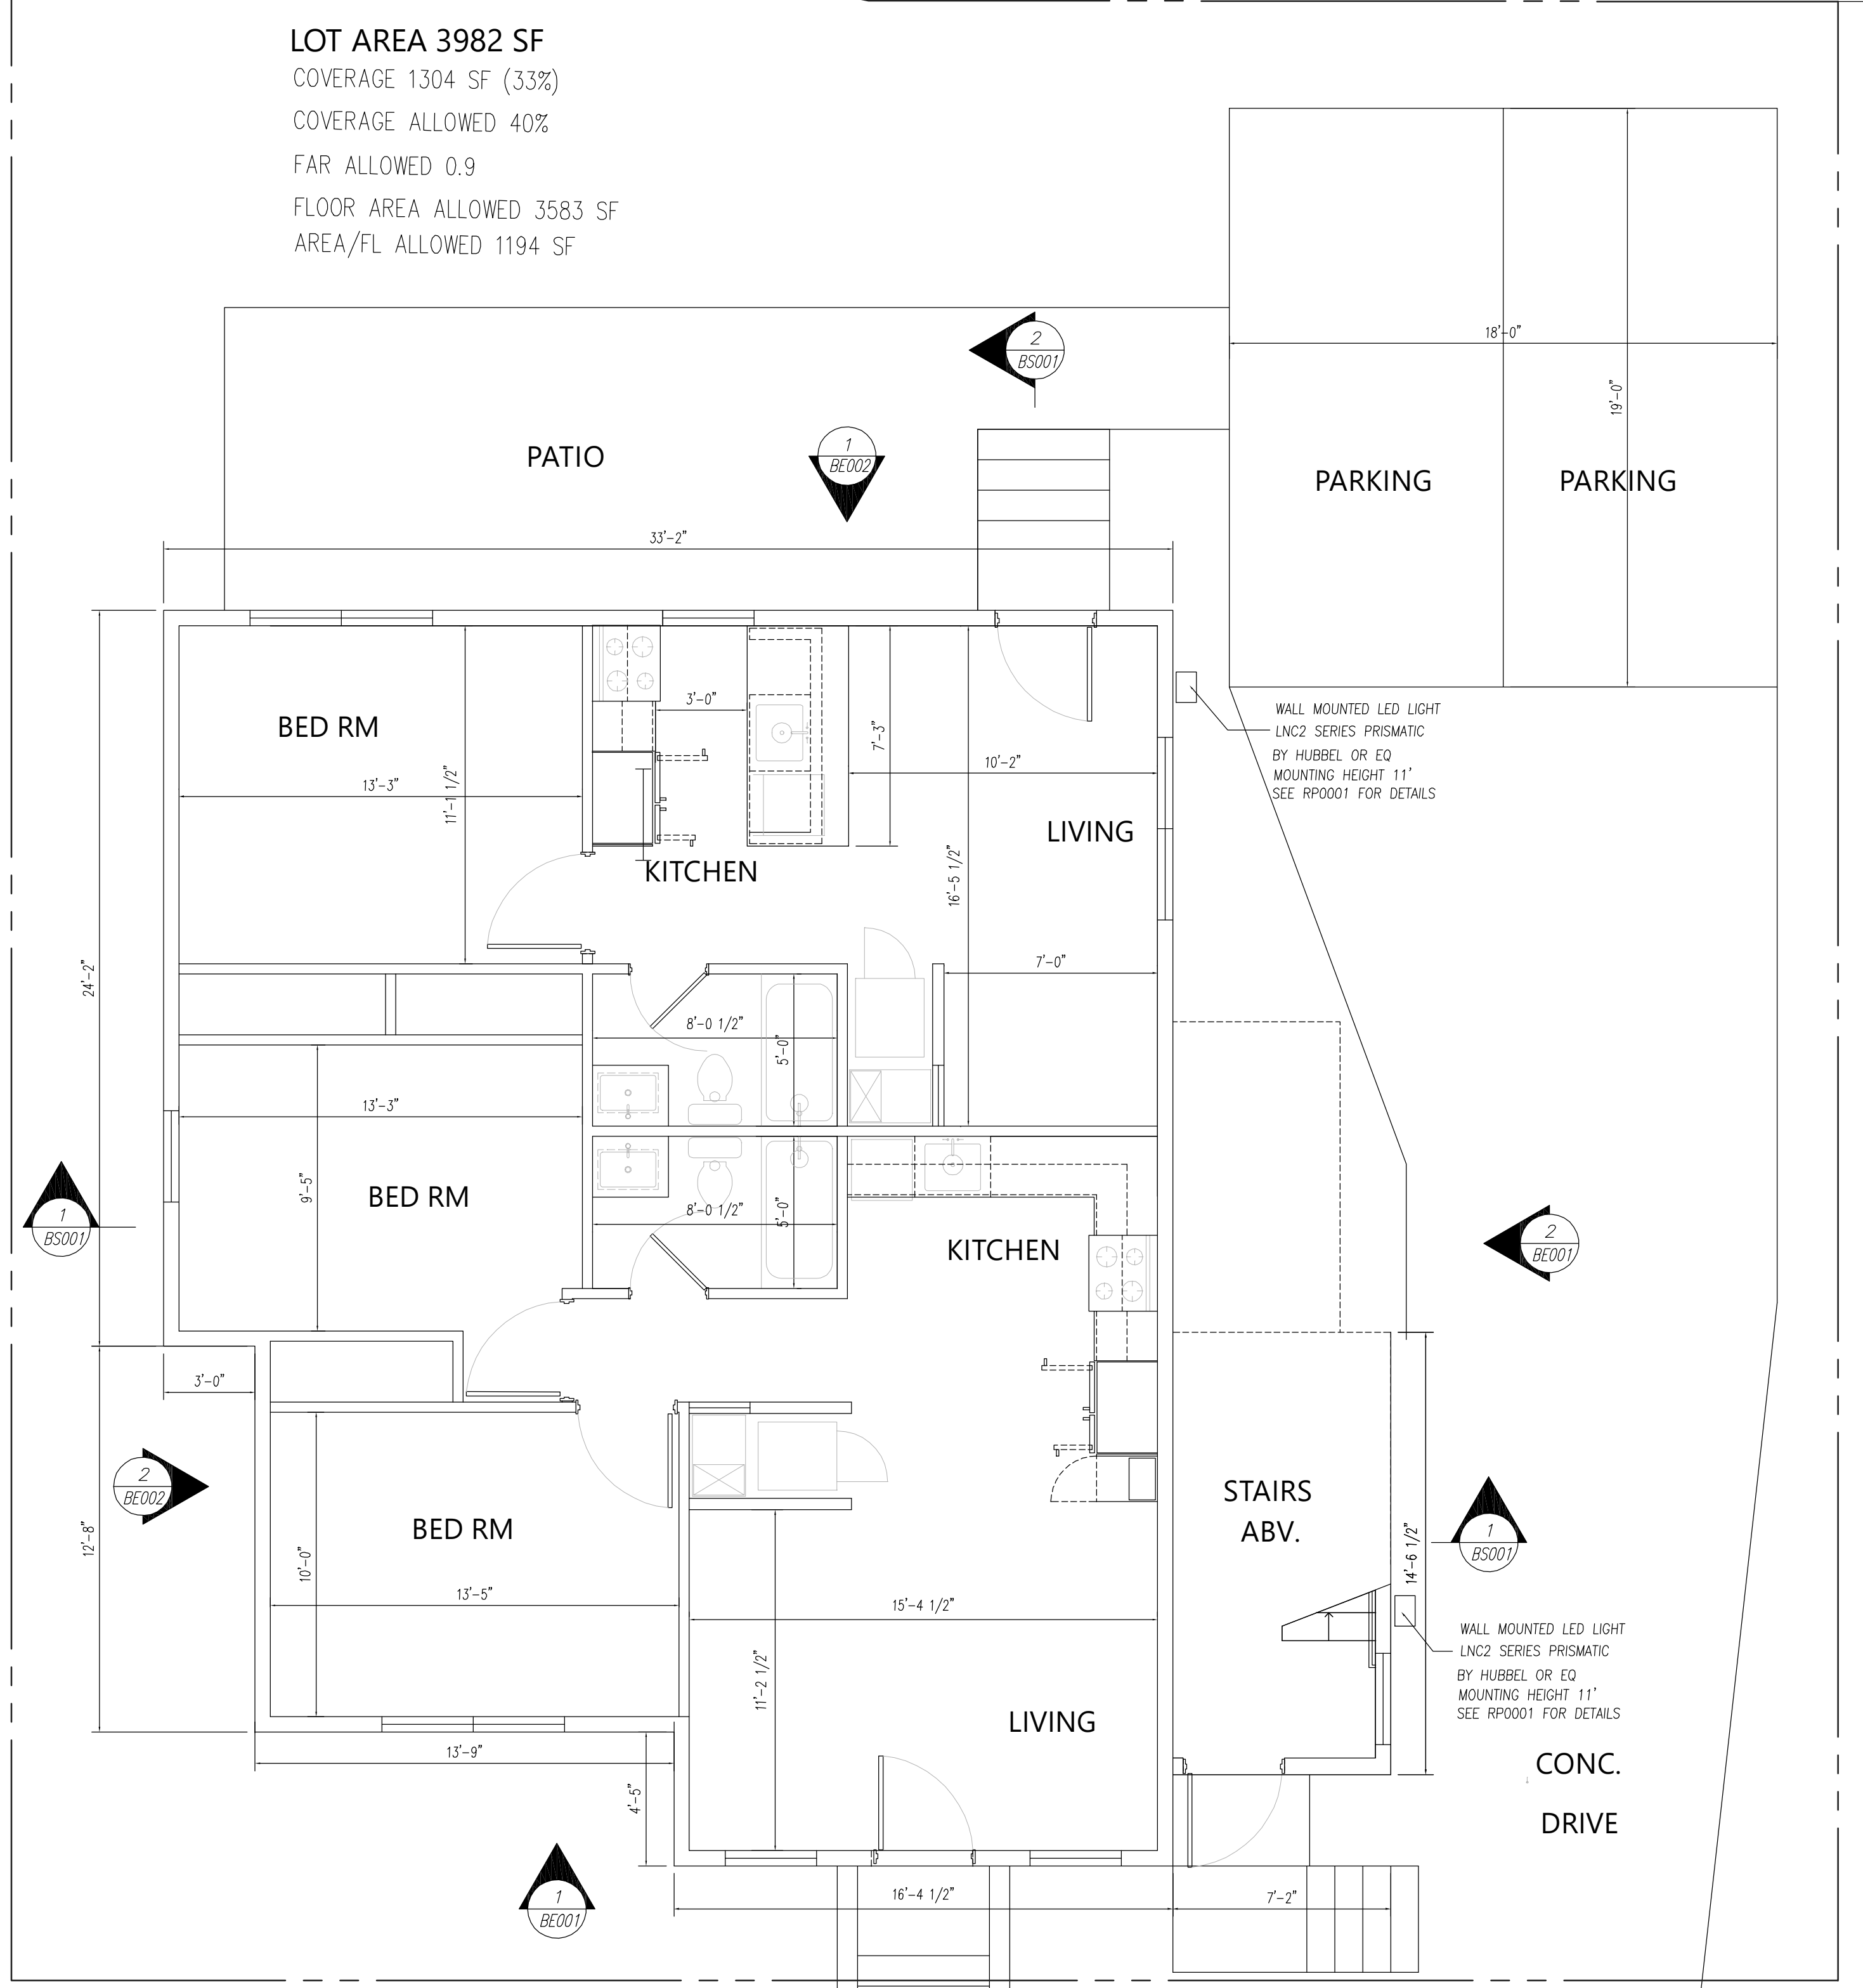 LOT AREA 3982 SF
COVERAGE 1304 SF (33%)
COVERAGE ALLOWED 40%
FAR ALLOWED 0.9
FLOOR AREA ALLOWED 3583 SF
AREA/FL ALLOWED 1194 SF
2
BS001
18'-0"
19'-0"
PATIO
1
BE002
PARKING
PARKING
33'-2"
BED RM
3'-0"
7'-3"
WALL MOUNTED LED LIGHT
LNC2 SERIES PRISMATIC
BY HUBBEL OR EQ
MOUNTING HEIGHT 11'
SEE RP0001 FOR DETAILS
13'-3"
11'-1 1/2"
10'-2"
LIVING
KITCHEN
16'-5 1/2"
24'-2"
7'-0"
8'-0 1/2"
5'-0"
13'-3"
9'-5"
BED RM
1
BS001
8'-0 1/2"
5'-0"
KITCHEN
2
BE001
3'-0"
2
BE002
12'-8"
BED RM
10'-0"
13'-5"
STAIRS
ABV.
14'-6 1/2"
1
BS001
15'-4 1/2"
11'-2 1/2"
WALL MOUNTED LED LIGHT
LNC2 SERIES PRISMATIC
BY HUBBEL OR EQ
MOUNTING HEIGHT 11'
SEE RP0001 FOR DETAILS
LIVING
13'-9"
4'-5"
CONC.
DRIVE
1
BE001
16'-4 1/2"
7'-2"